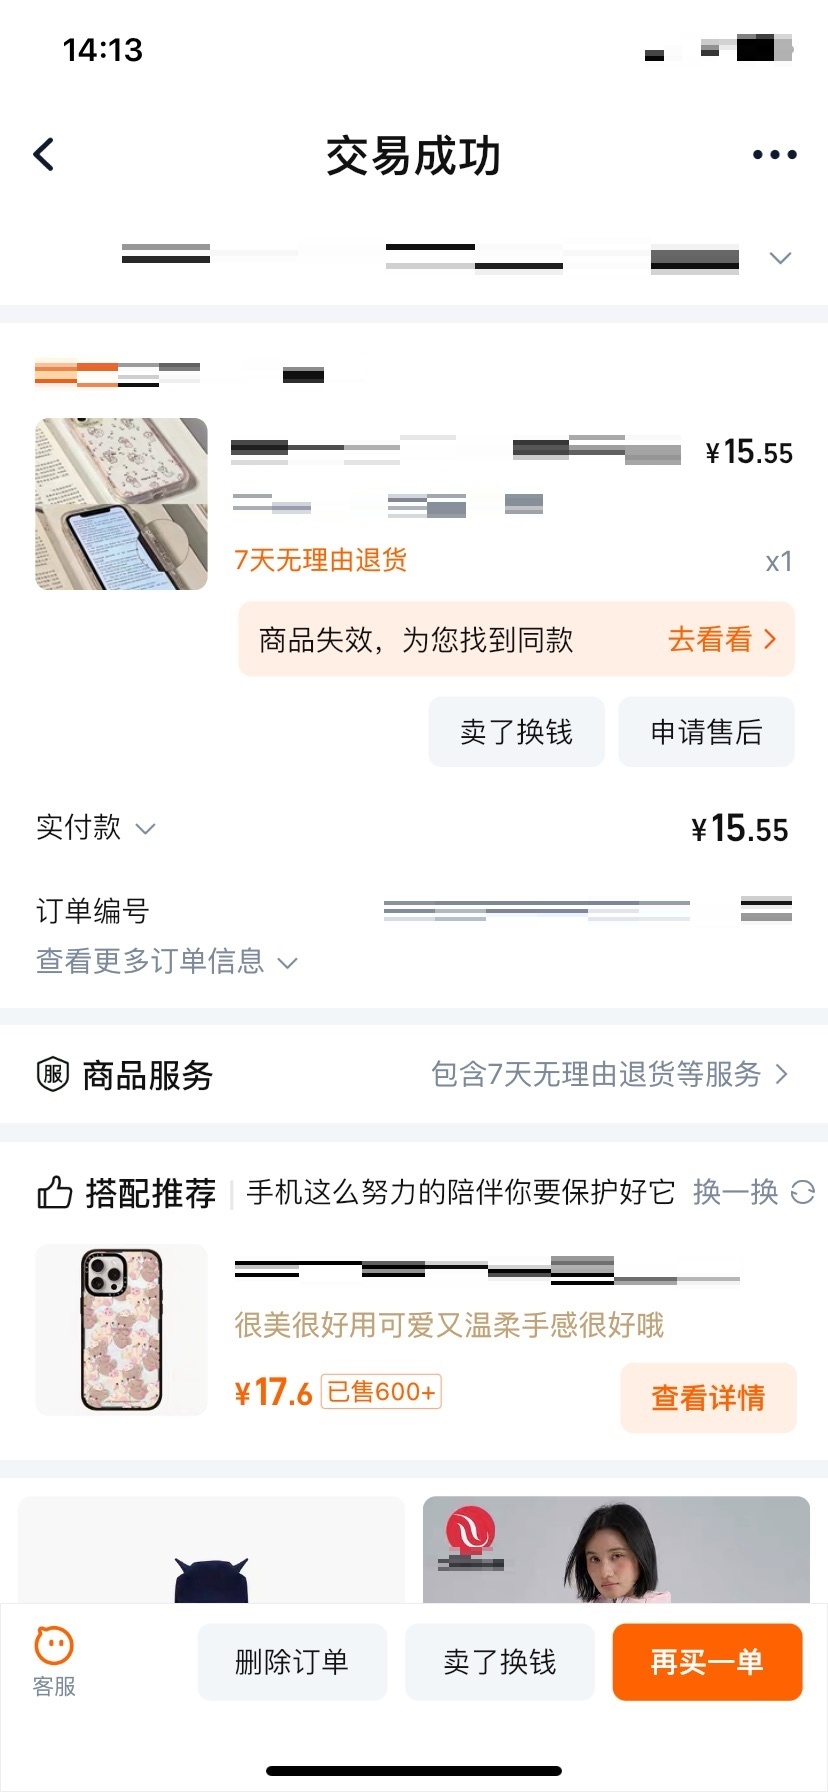 14:13
交易成功
¥15.55
7天无理由退货
x1
商品失效，为您找到同款
去看看
卖了换钱
申请售后
实付款
¥15.55
订单编号
查看更多订单信息
服 商品服务
包含7天无理由退货等服务
搭配推荐
手机这么努力的陪伴你要保护好它
换一换
很美很好用可爱又温柔手感很好哦
¥17.6 已售600+
查看详情
客服
删除订单
卖了换钱
再买一单